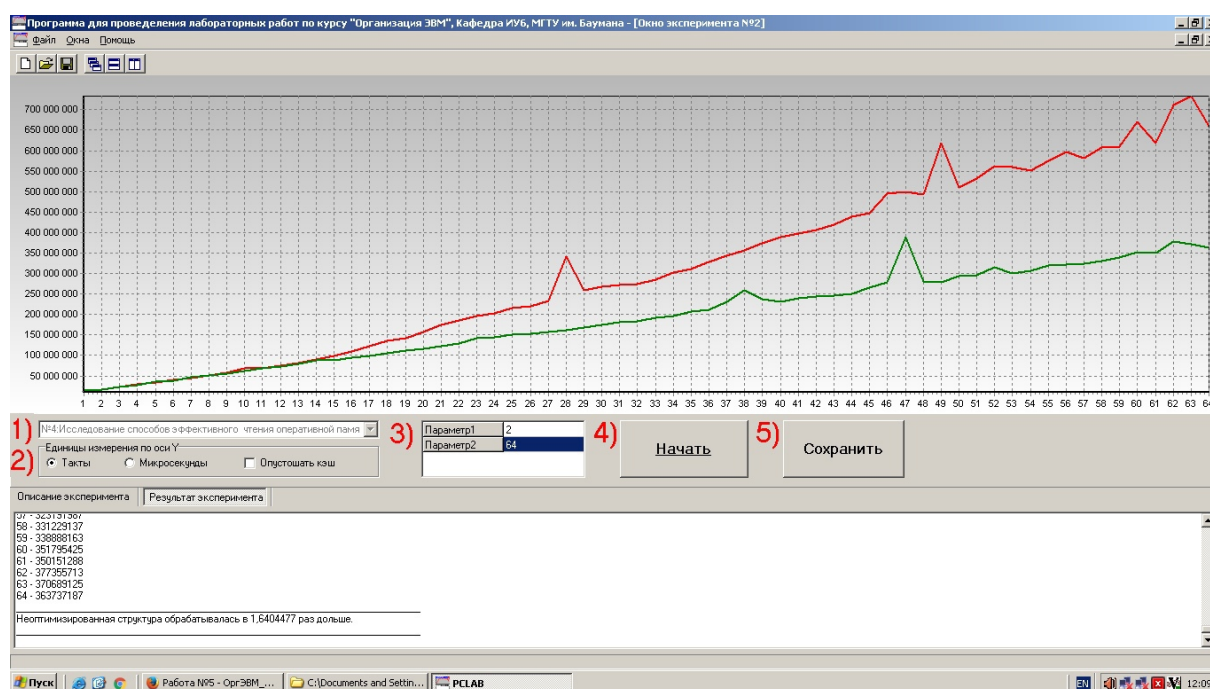 Программа для проведеления лабораторных работ по курсу "Организация ЭВМ", Кафедра ИУ6, МГТУ им. Баумана - [Окно эксперимента №2]
Файл Окна Помощь
700 000 000
650 000 000
600 000 000
550 000 000
500 000 000
450 000 000
400 000 000
350 000 000
300 000 000
250 000 000
200 000 000
150 000 000
100 000 000
50 000 000
1 2 3 4 5 6 7 8 9 10 11 12 13 14 15 16 17 18 19 20 21 22 23 24 25 26 27 28 29 30 31 32 33 34 35 36 37 38 39 40 41 42 43 44 45 46 47 48 49 50 51 52 53 54 55 56 57 58 59 60 61 62 63 64
1) №4:Исследование способов эффективного чтения оперативной памя
2) Единицы измерения по оси Y
Такты Микросекунды Опустошать кэш
3) Параметр1 2
Параметр2 64
4) Начать
5) Сохранить
Описание эксперимента Результат эксперимента
57 - 323191987
58 - 331229137
59 - 338888163
60 - 351795425
61 - 350151288
62 - 377355713
63 - 370689125
64 - 363737187
Неоптимизированная структура обрабатывалась в 1,6404477 раз дольше.
Пуск Работа №5 - ОргЭВМ_... C:\Documents and Settin... PCLAB EN 12:09